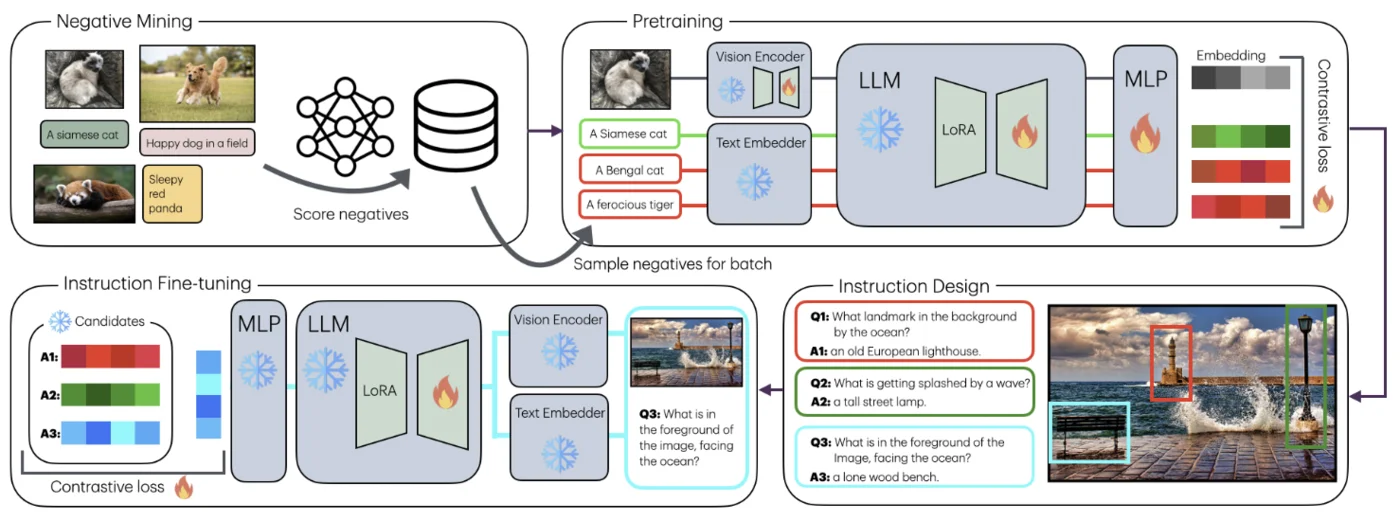 Negative Mining
A siamese cat
Happy dog in a field
Sleepy
red
panda
Score negatives
Pretraining
A Siamese cat
A Bengal cat
A ferocious tiger
Vision Encoder
Text Embedder
LLM
LoRA
MLP
Embedding
Contrastive loss
Sample negatives for batch
Instruction Fine-tuning
Candidates
A1:
A2:
A3:
Contrastive loss
MLP
LLM
LoRA
Vision Encoder
Text Embedder
Q3: What is in
the foreground of
the image, facing
the ocean?
Instruction Design
Q1: What landmark in the background
by the ocean?
A1: an old European lighthouse.
Q2: What is getting splashed by a wave?
A2: a tall street lamp.
Q3: What is in the foreground of the
Image, facing the ocean?
A3: a lone wood bench.